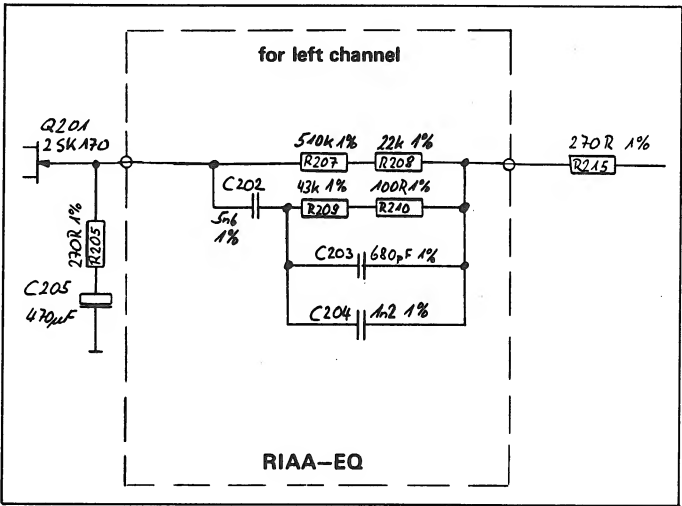 for left channel
Q201
2SK170
510k 1%
22k 1%
270R 1%
R207
R208
R215
C202
43k 1%
100R 1%
R209
R210
5n6
1%
270R 1%
R205
C203
680pF 1%
C205
470µF
C204
1n2 1%
RIAA–EQ